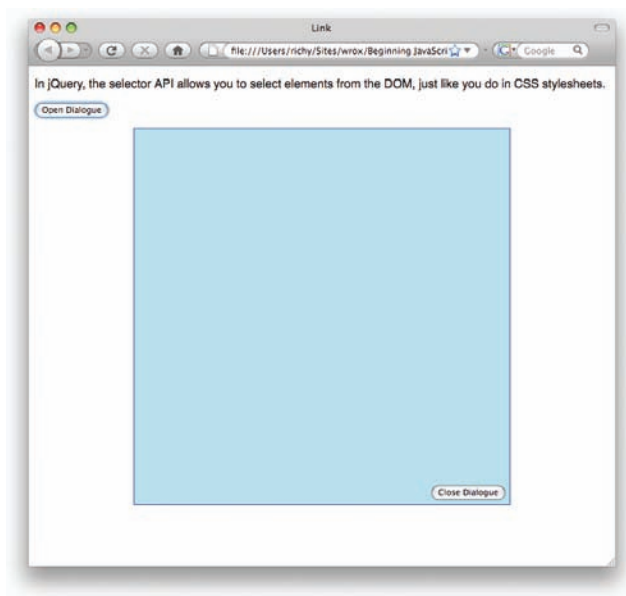 Link
file:///Users/richy/Sites/wrox/Beginning JavaScri
Google
In jQuery, the selector API allows you to select elements from the DOM, just like you do in CSS stylesheets.
Open Dialogue
Close Dialogue